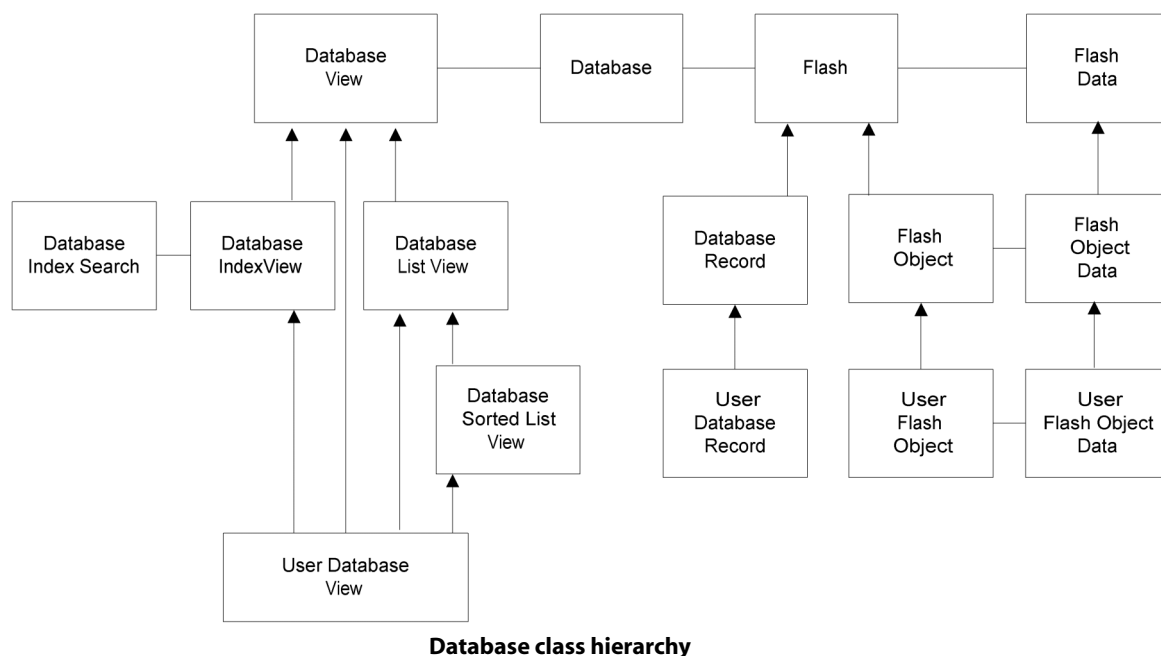 Database
View
Database
Flash
Flash
Data
Database
Index Search
Database
IndexView
Database
List View
Database
Record
Flash
Object
Flash
Object
Data
Database
Sorted List
View
User
Database
Record
User
Flash
Object
User
Flash Object
Data
User Database
View
Database class hierarchy